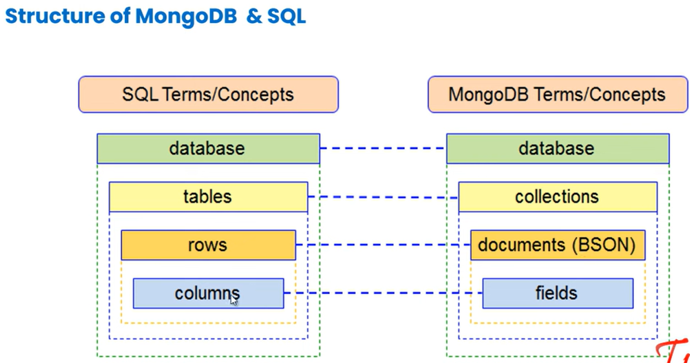 Structure of MongoDB & SQL
SQL Terms/Concepts
MongoDB Terms/Concepts
database
database
tables
collections
rows
documents (BSON)
columns
fields